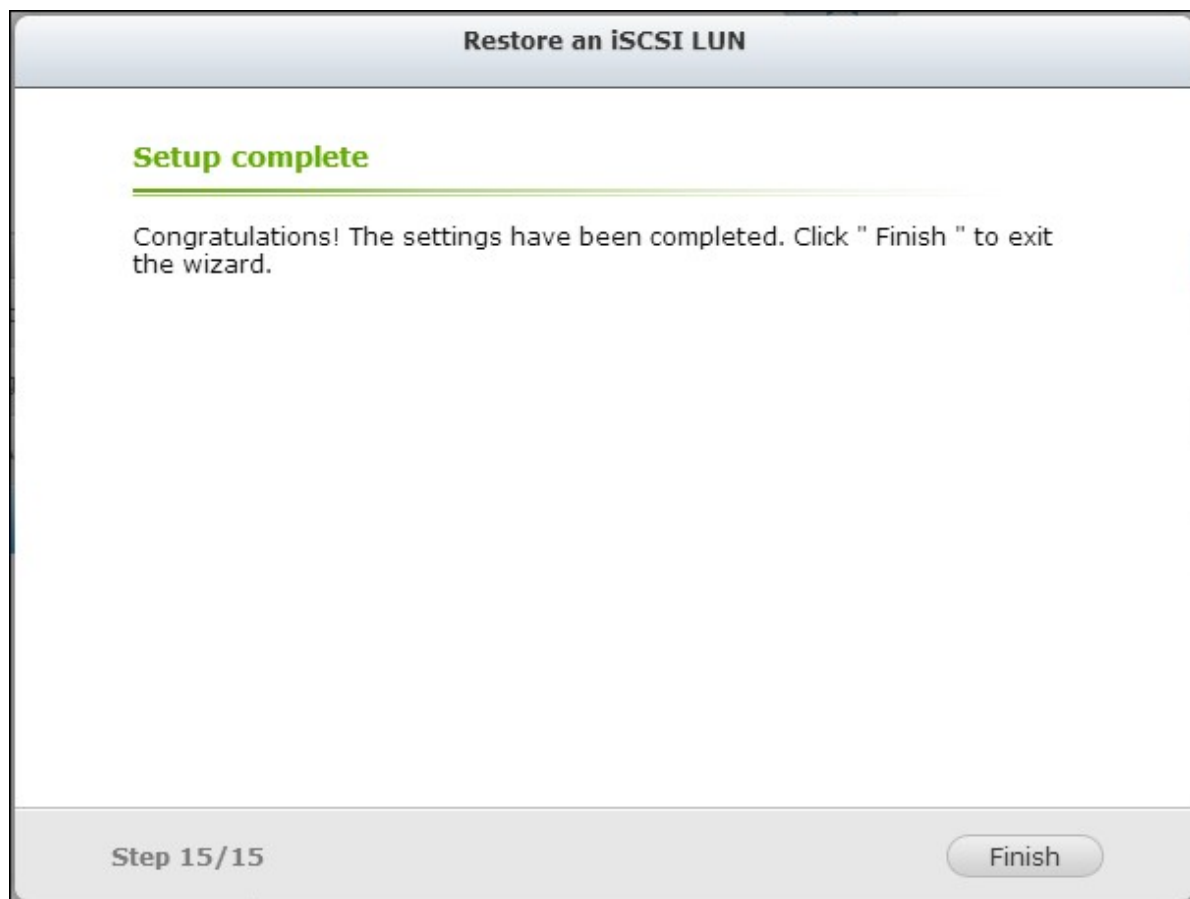 Restore an iSCSI LUN
Setup complete
Congratulations! The settings have been completed. Click " Finish " to exit
the wizard.
Step 15/15
Finish